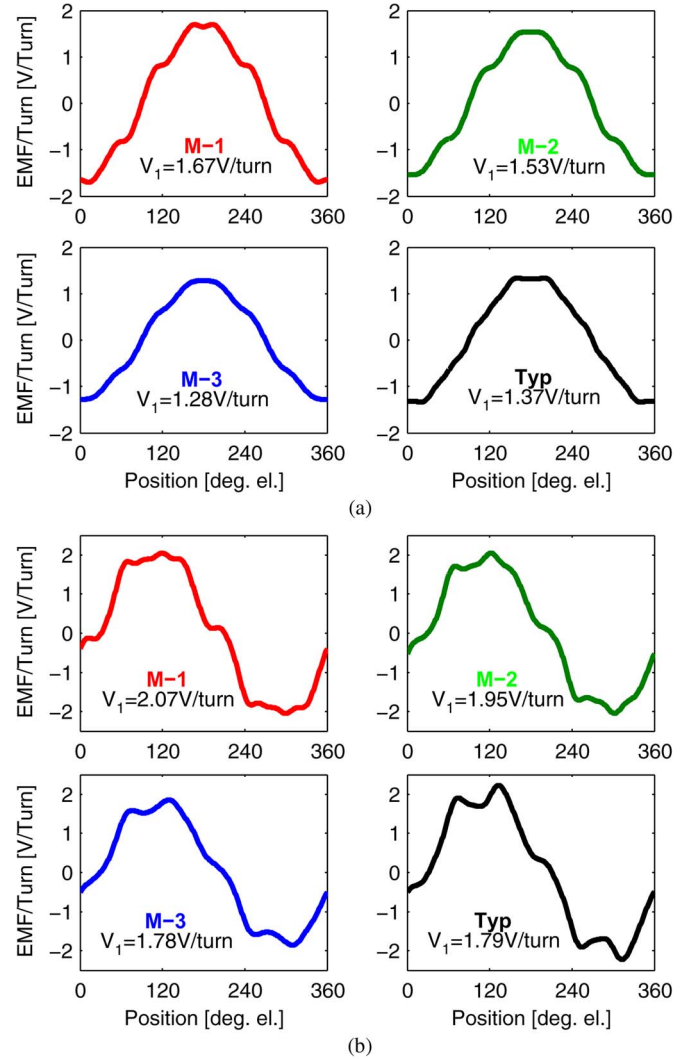 EMF/Turn [V/Turn]
2
1
0
−1
−2
M−1
V1=1.67V/turn
0 120 240 360
2
1
0
−1
−2
M−2
V1=1.53V/turn
0 120 240 360
EMF/Turn [V/Turn]
2
1
0
−1
−2
M−3
V1=1.28V/turn
0 120 240 360
Position [deg. el.]
2
1
0
−1
−2
Typ
V1=1.37V/turn
0 120 240 360
Position [deg. el.]
(a)
EMF/Turn [V/Turn]
2
1
0
−1
−2
M−1
V1=2.07V/turn
0 120 240 360
2
1
0
−1
−2
M−2
V1=1.95V/turn
0 120 240 360
EMF/Turn [V/Turn]
2
1
0
−1
−2
M−3
V1=1.78V/turn
0 120 240 360
Position [deg. el.]
2
1
0
−1
−2
Typ
V1=1.79V/turn
0 120 240 360
Position [deg. el.]
(b)